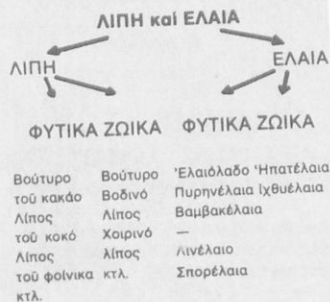 ΛΙΠΗ καί ΕΛΑΙΑ
ΛΙΠΗ ΕΛΑΙΑ
ΦΥΤΙΚΑ ΖΩΙΚΑ ΦΥΤΙΚΑ ΖΩΙΚΑ
Βούτυρο Βούτυρο Ἐλαιόλαδο Ἡπατέλαια
τοῦ κακάο Βοδινό Πυρηνέλαια Ἰχθυέλαια
Λίπος Λίπος Βαμβακέλαια
τοῦ κοκό Χοιρινό —
Λίπος λίπος Λινέλαιο
τοῦ φοίνικα κτλ. Σπορέλαια
κτλ.